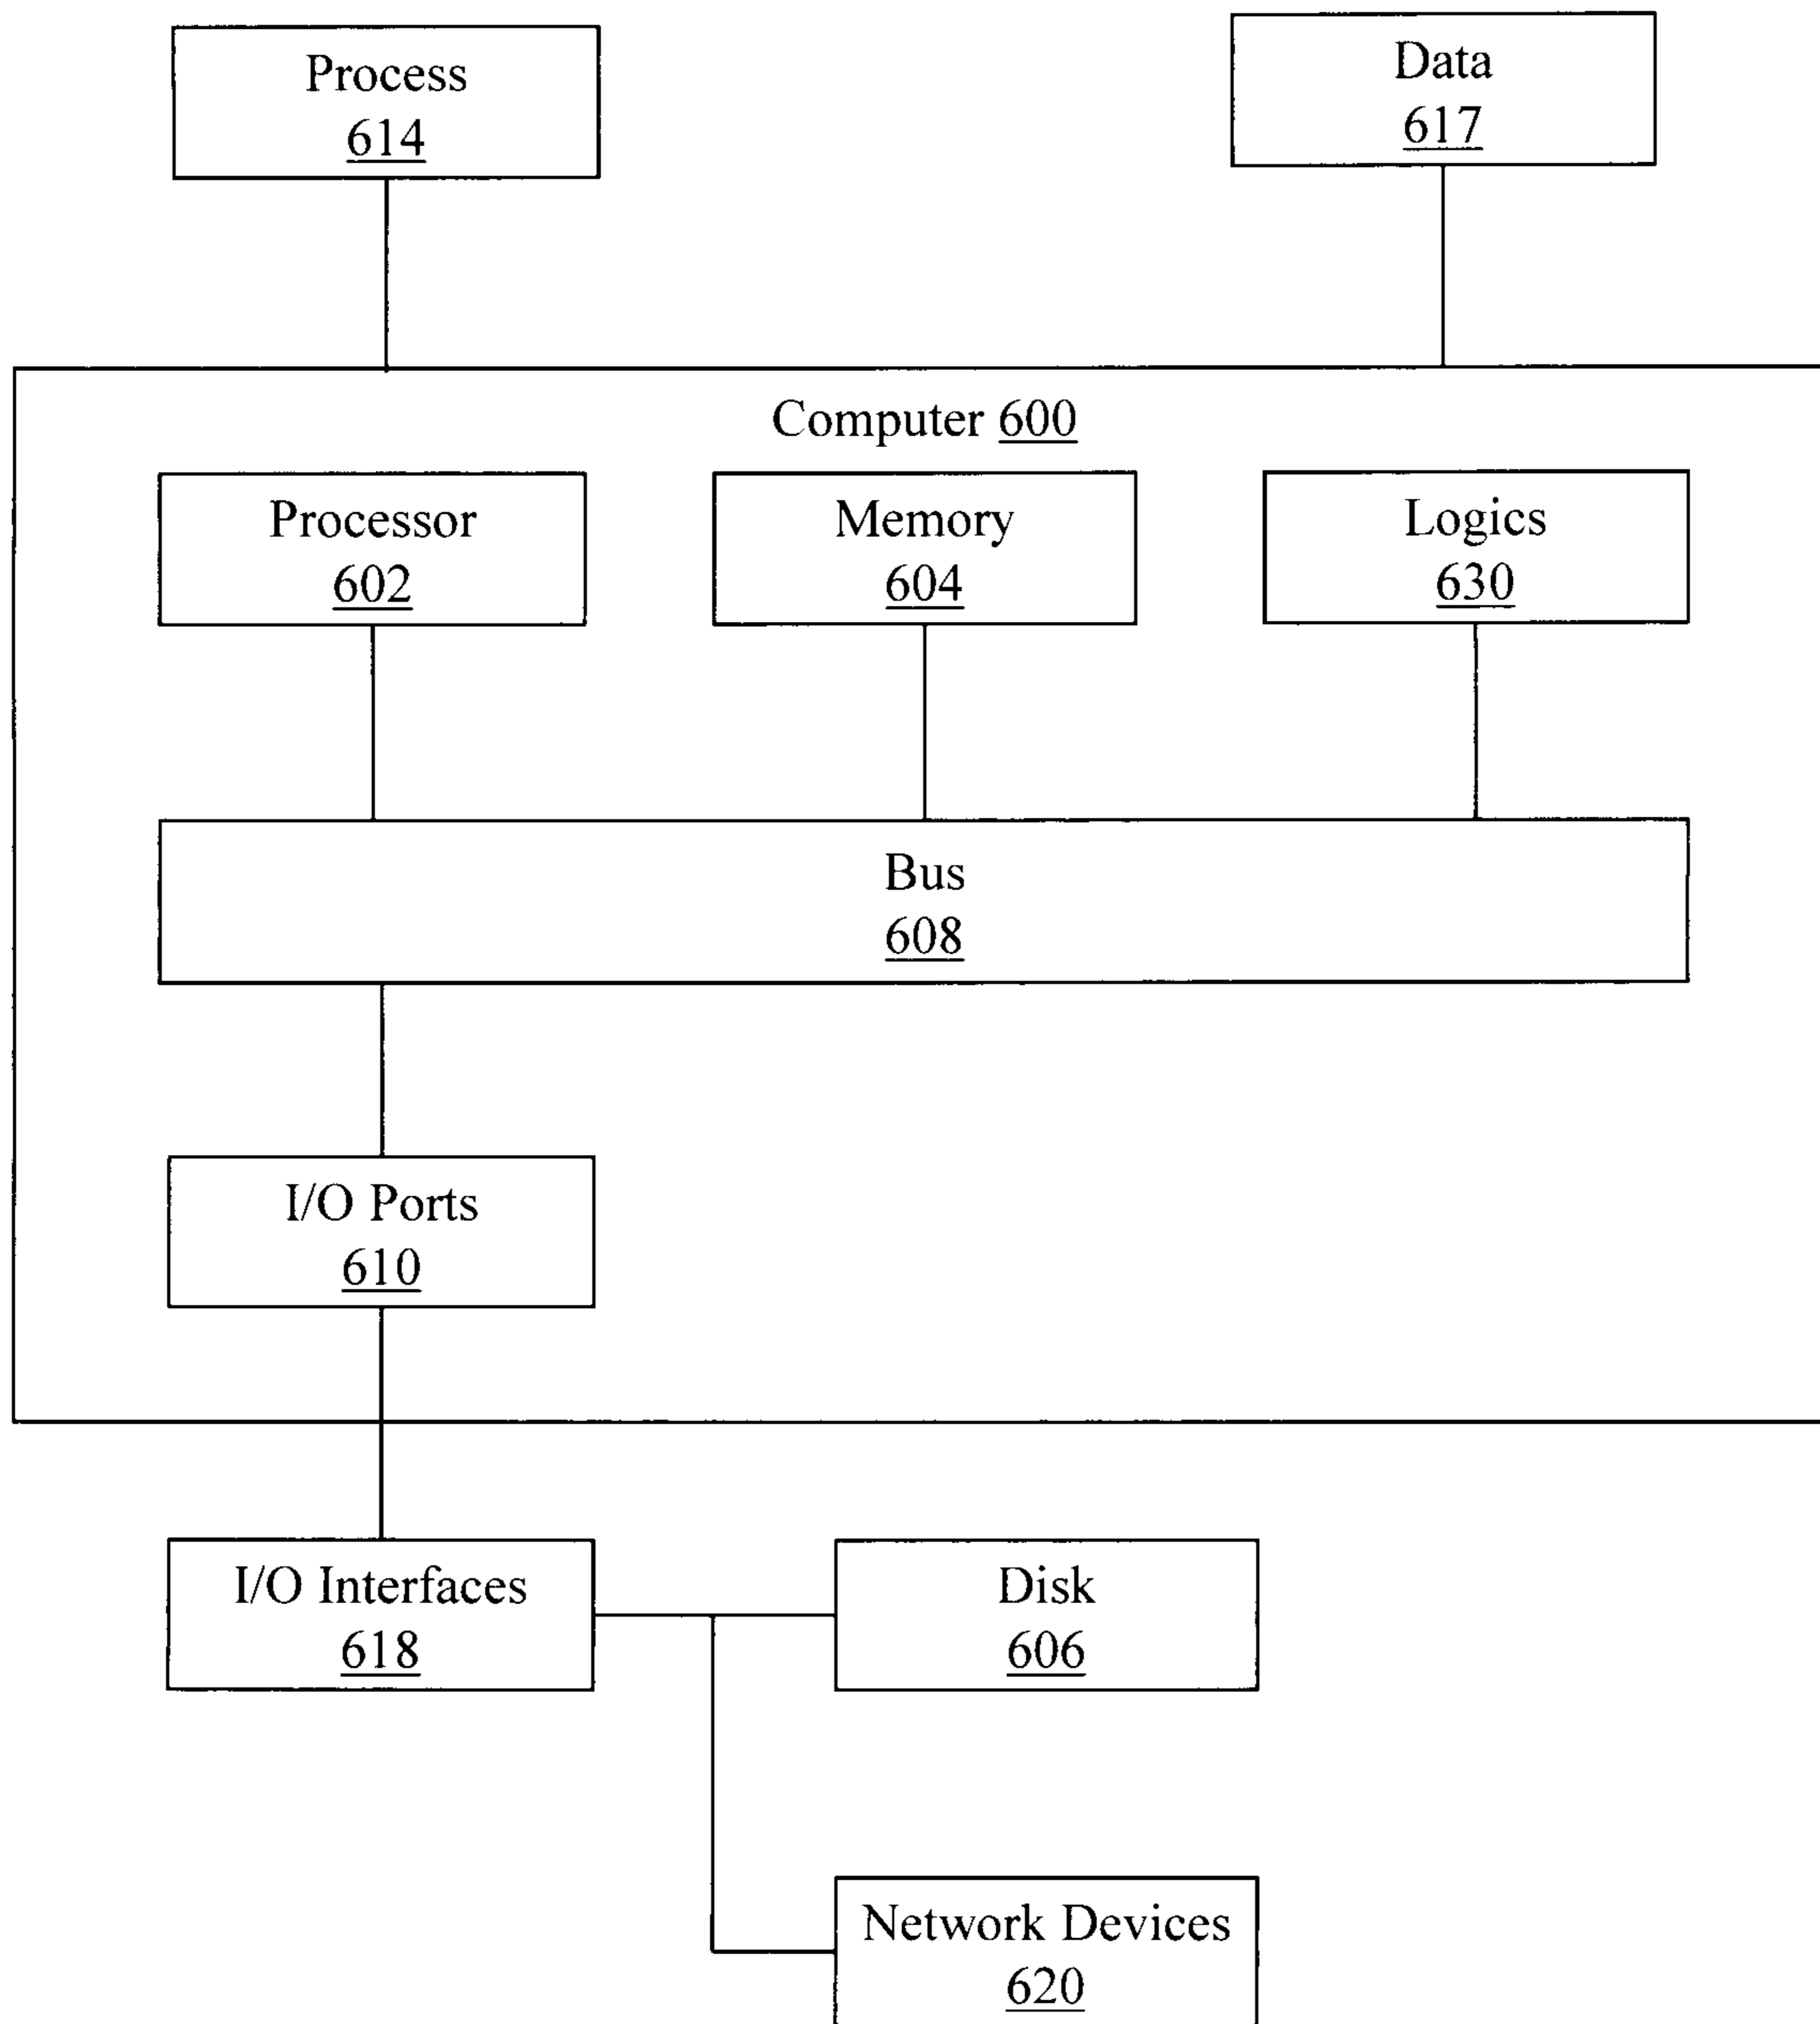 Process
614
Data
617
Computer 600
Processor
602
Memory
604
Logics
630
Bus
608
I/O Ports
610
I/O Interfaces
618
Disk
606
Network Devices
620